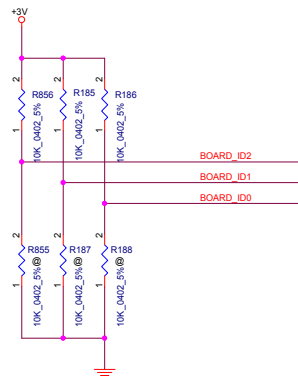 +3V
2 2 2
R856 R185 R186
1 1 1
10K_0402_5% 10K_0402_5% 10K_0402_5%
BOARD_ID2
BOARD_ID1
BOARD_ID0
2 2 2
R855 R187 R188
@ @ @
1 1 1
10K_0402_5% 10K_0402_5% 10K_0402_5%